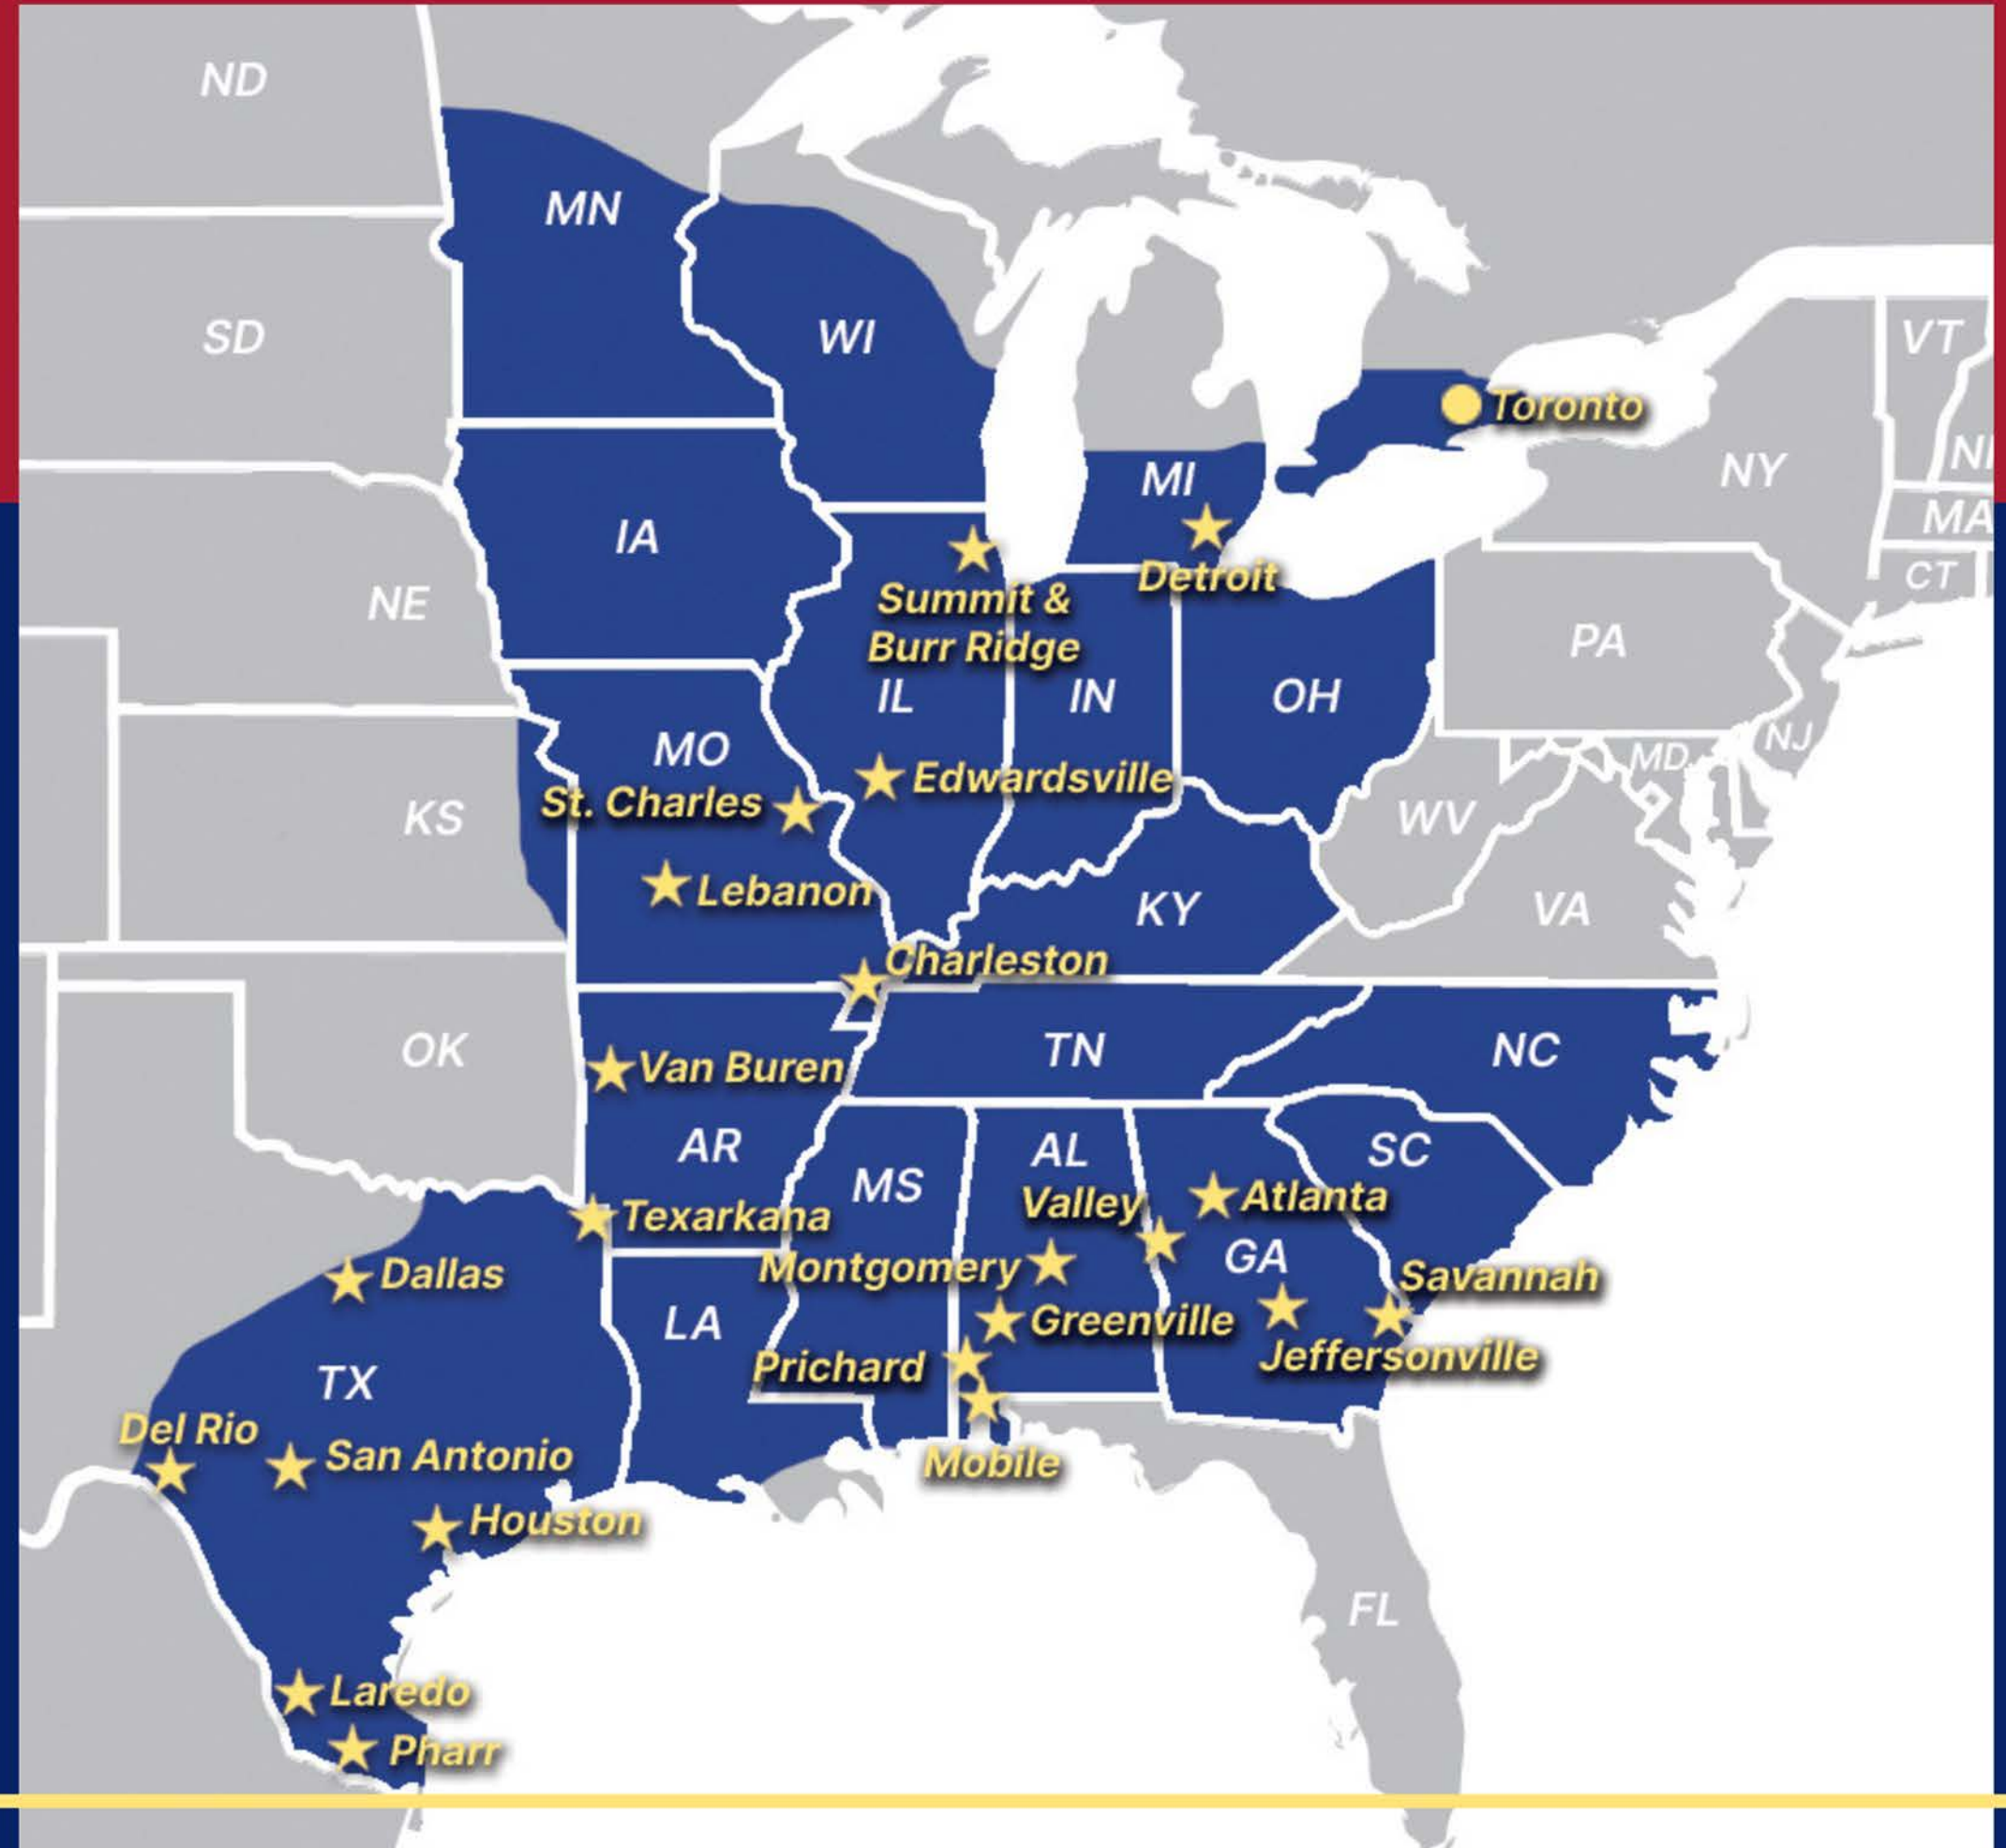 ND
MN
SD
WI
VT
Toronto
NY
MI
MA
IA
Detroit
CT
NE
Summit &
Burr Ridge
PA
IL
IN
OH
NJ
MO
MD
Edwardsville
St. Charles
KS
WV
Lebanon
KY
VA
Charleston
OK
TN
NC
Van Buren
AR
SC
MS
AL
Valley
Atlanta
Texarkana
GA
Montgomery
Dallas
Savannah
LA
Greenville
Jeffersonville
Prichard
TX
Del Rio
San Antonio
Mobile
Houston
FL
Laredo
Pharr